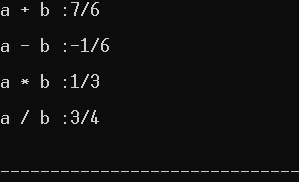 a + b :7/6
a - b :-1/6
a * b :1/3
a / b :3/4
------------------------------